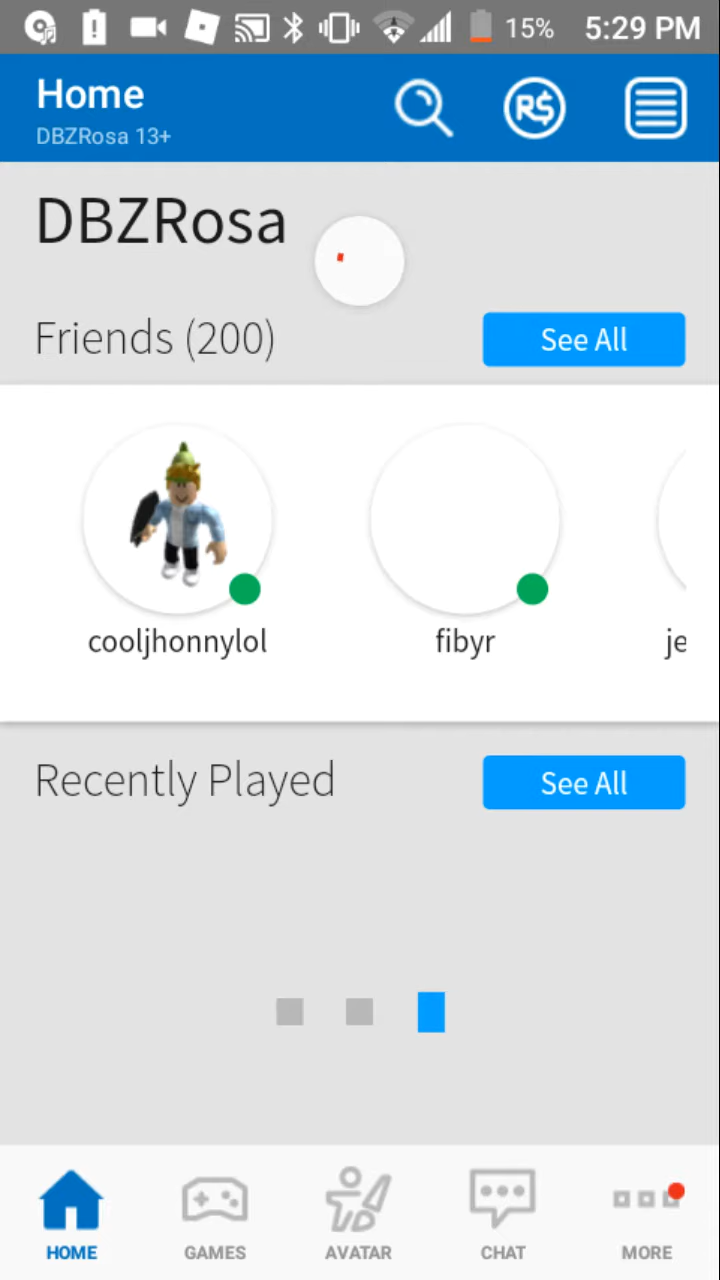 15% 5:29 PM
Home
DBZRosa 13+
R$
DBZRosa
Friends (200)
See All
cooljhonnylol
fibyr
je
Recently Played
See All
HOME
GAMES
AVATAR
CHAT
MORE